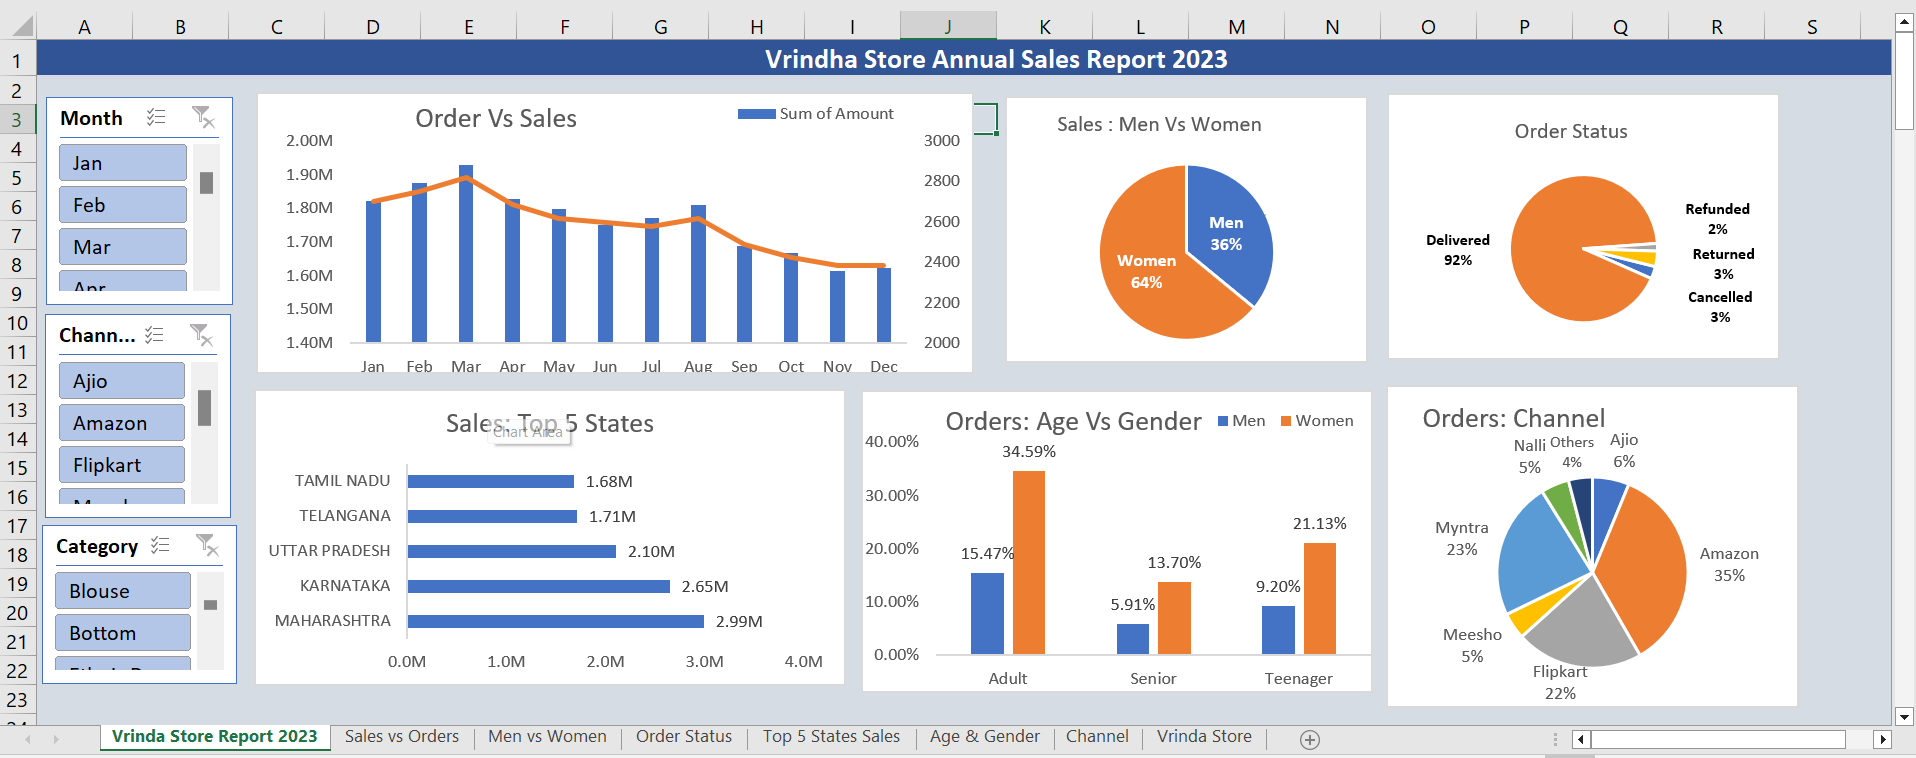 A B C D E F G H I J K L M N O P Q R S
1
2
3
4
5
6
7
8
9
10
11
12
13
14
15
16
17
18
19
20
21
22
23
Vrindha Store Annual Sales Report 2023
Month
Jan
Feb
Mar
Apr
Chann...
Ajio
Amazon
Flipkart
Category
Blouse
Bottom
Order Vs Sales
Sum of Amount
2.00M
1.90M
1.80M
1.70M
1.60M
1.50M
1.40M
3000
2800
2600
2400
2200
2000
Jan Feb Mar Apr May Jun Jul Aug Sep Oct Nov Dec
Sales : Men Vs Women
Men
36%
Women
64%
Order Status
Delivered
92%
Refunded
2%
Returned
3%
Cancelled
3%
Sales: Top 5 States
Chart Area
TAMIL NADU 1.68M
TELANGANA 1.71M
UTTAR PRADESH 2.10M
KARNATAKA 2.65M
MAHARASHTRA 2.99M
0.0M 1.0M 2.0M 3.0M 4.0M
Orders: Age Vs Gender
Men Women
40.00%
30.00%
20.00%
10.00%
0.00%
15.47% 34.59%
5.91% 13.70%
9.20% 21.13%
Adult Senior Teenager
Orders: Channel
Nalli
5%
Others
4%
Ajio
6%
Myntra
23%
Amazon
35%
Meesho
5%
Flipkart
22%
Vrinda Store Report 2023 Sales vs Orders Men vs Women Order Status Top 5 States Sales Age & Gender Channel Vrinda Store